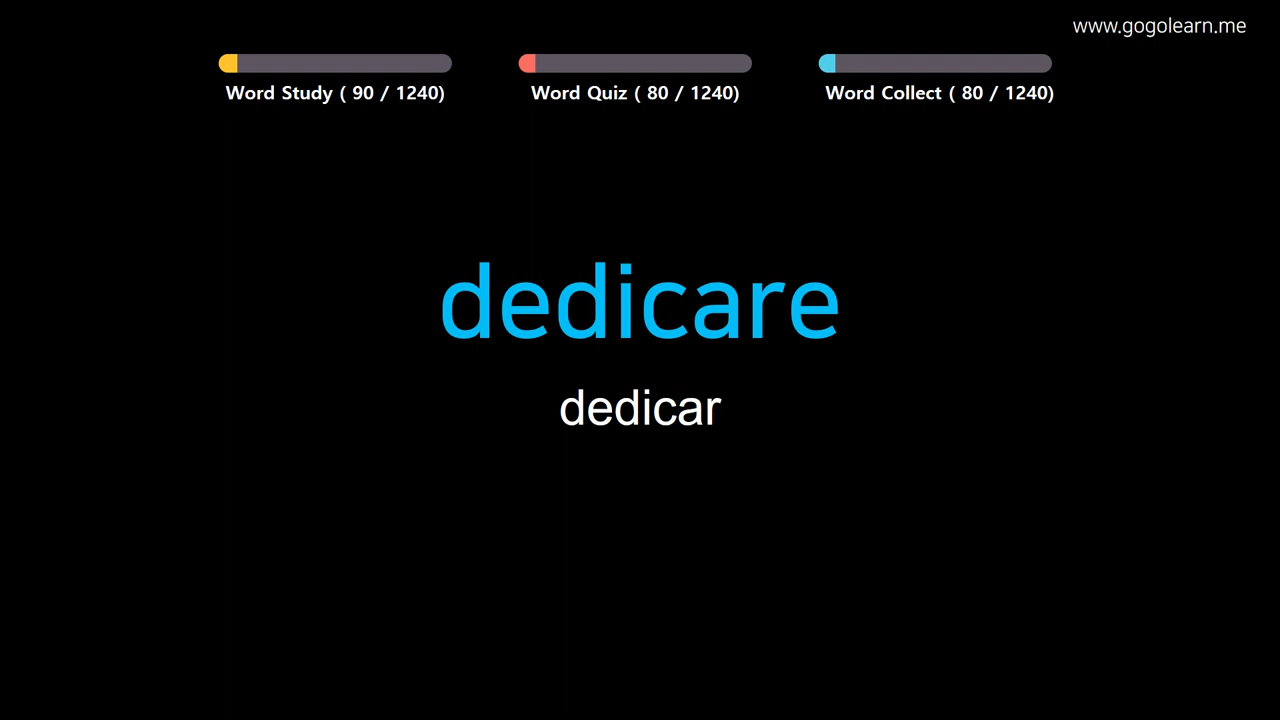 www.gogolearn.me
Word Study ( 90 / 1240)
Word Quiz ( 80 / 1240)
Word Collect ( 80 / 1240)
dedicare
dedicar